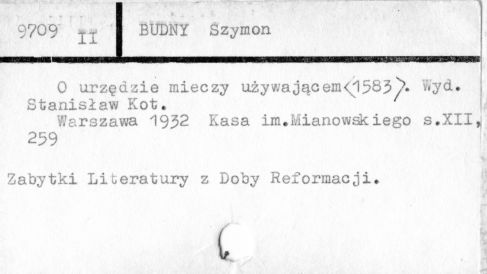 9709 II
BUDNY Szymon
O urzędzie mieczy używającem<1583>. Wyd.
Stanisław Kot.
Warszawa 1932 Kasa im.Mianowskiego s.XII,
259
Zabytki Literatury z Doby Reformacji.